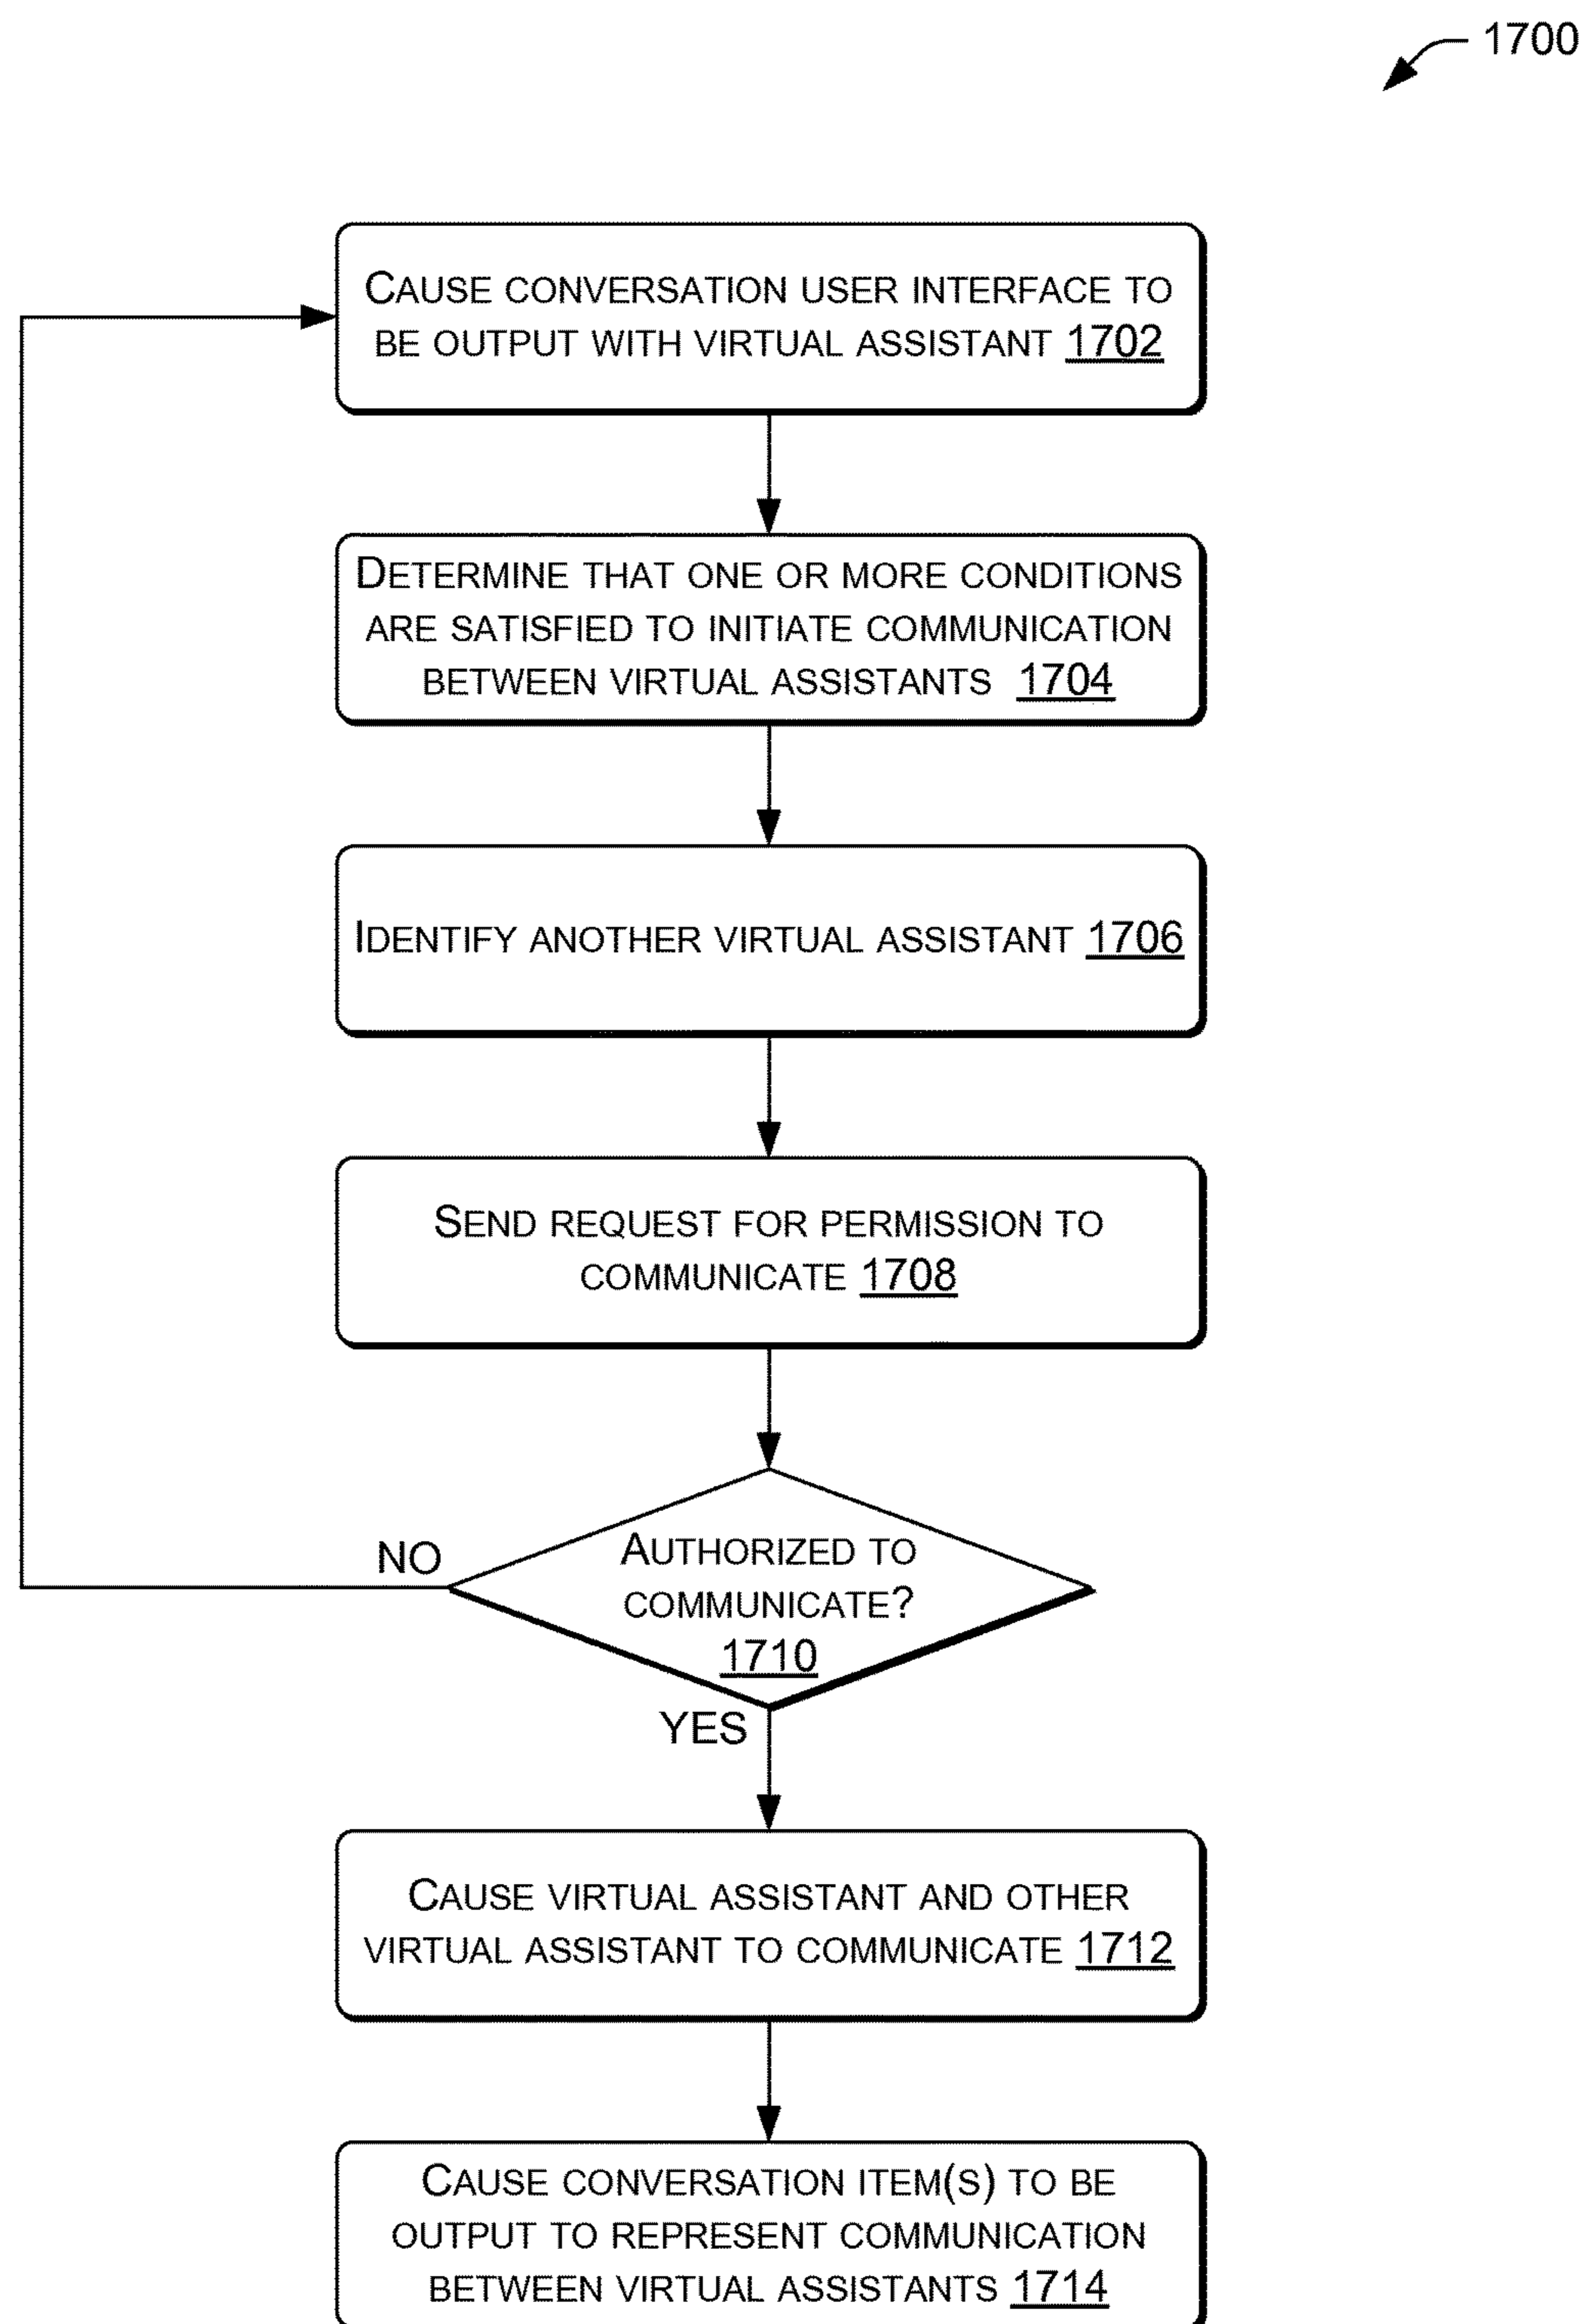 1700
CAUSE CONVERSATION USER INTERFACE TO
BE OUTPUT WITH VIRTUAL ASSISTANT 1702
DETERMINE THAT ONE OR MORE CONDITIONS
ARE SATISFIED TO INITIATE COMMUNICATION
BETWEEN VIRTUAL ASSISTANTS 1704
IDENTIFY ANOTHER VIRTUAL ASSISTANT 1706
SEND REQUEST FOR PERMISSION TO
COMMUNICATE 1708
NO
AUTHORIZED TO
COMMUNICATE?
1710
YES
CAUSE VIRTUAL ASSISTANT AND OTHER
VIRTUAL ASSISTANT TO COMMUNICATE 1712
CAUSE CONVERSATION ITEM(S) TO BE
OUTPUT TO REPRESENT COMMUNICATION
BETWEEN VIRTUAL ASSISTANTS 1714